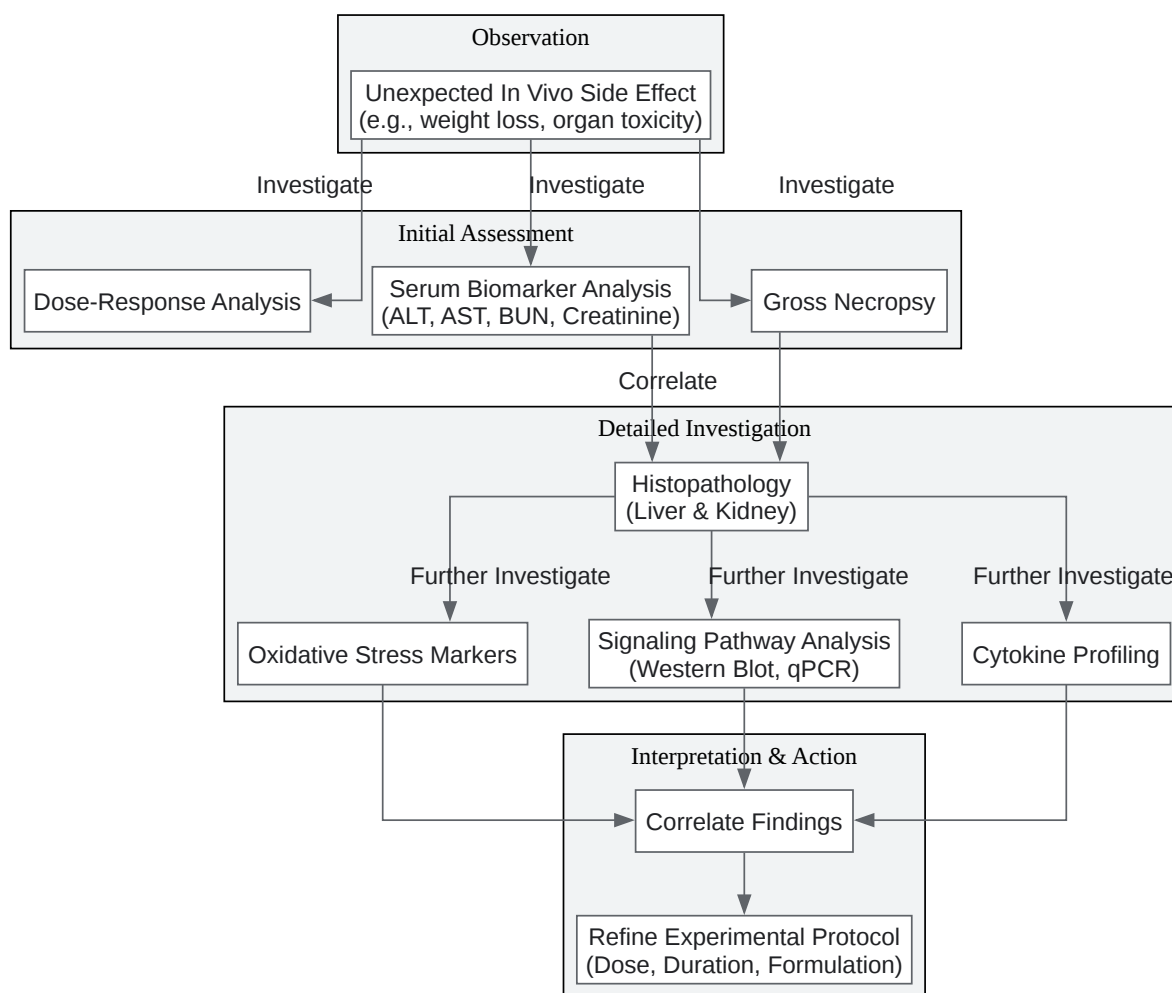 Observation
Unexpected In Vivo Side Effect
(e.g., weight loss, organ toxicity)
Investigate
Investigate
Investigate
Initial Assessment
Dose-Response Analysis
Serum Biomarker Analysis
(ALT, AST, BUN, Creatinine)
Gross Necropsy
Correlate
Detailed Investigation
Histopathology
(Liver & Kidney)
Further Investigate
Further Investigate
Further Investigate
Oxidative Stress Markers
Signaling Pathway Analysis
(Western Blot, qPCR)
Cytokine Profiling
Interpretation & Action
Correlate Findings
Refine Experimental Protocol
(Dose, Duration, Formulation)